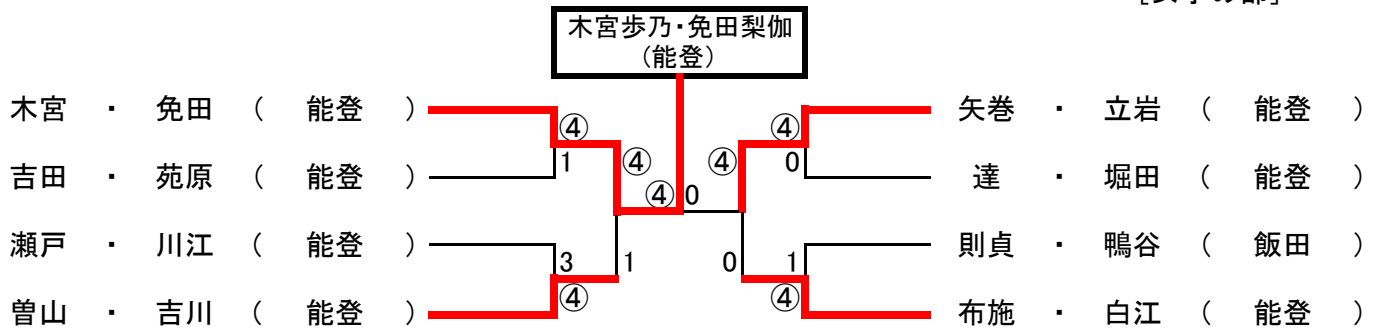 木宮歩乃・免田梨伽
(能登)
木宮 ・ 免田 ( 能登 )
矢巻 ・ 立岩 ( 能登 )
④ ④
1 ④ ④ 0
吉田 ・ 苑原 ( 能登 )
達 ・ 堀田 ( 能登 )
④ 0
瀬戸 ・ 川江 ( 能登 )
則貞 ・ 鴨谷 ( 飯田 )
3 1 0 1
④ ④
曽山 ・ 吉川 ( 能登 )
布施 ・ 白江 ( 能登 )